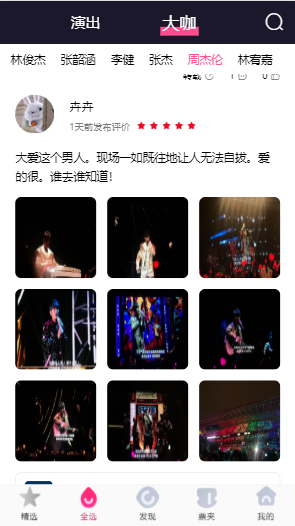 演出 大咖
林俊杰 张韶涵 李健 张杰 周杰伦 林宥嘉
转载 1 0
卉卉
1天前发布评价
大爱这个男人。现场一如既往地让人无法自拔。爱
的很。谁去谁知道！
精选 全选 发现 票夹 我的